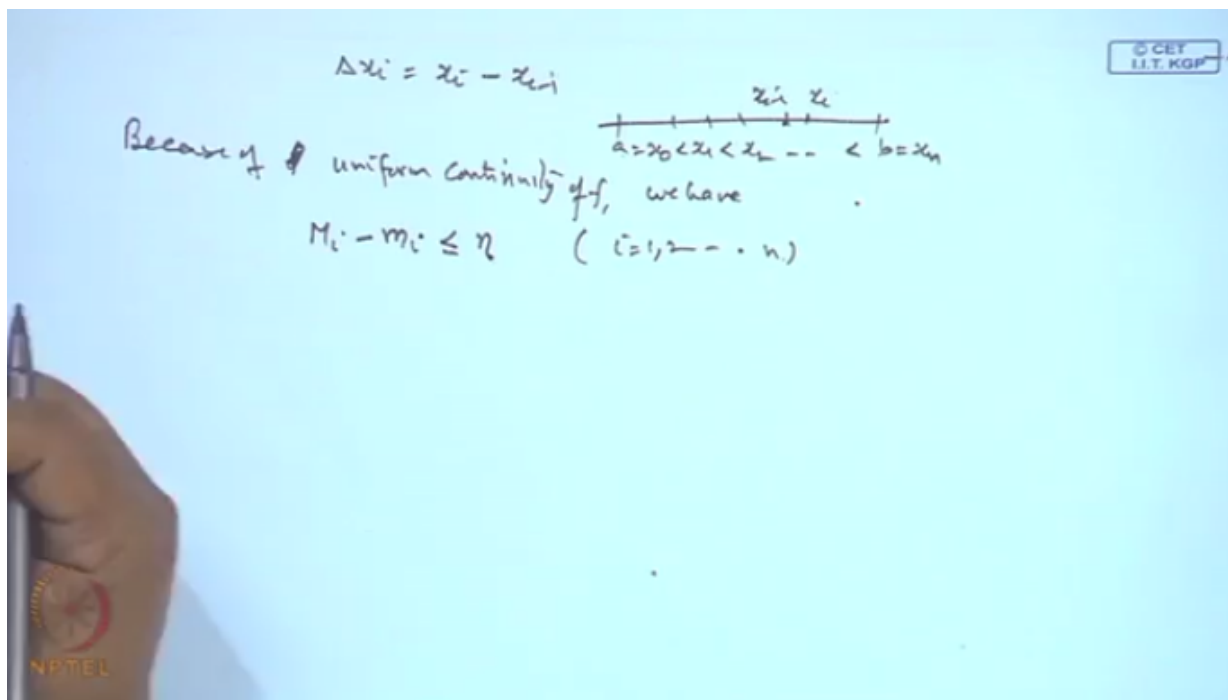 Δxi = xi − xi-1
© CET
I.I.T. KGP
xi-1 xi
a = x0 < x1 < x2 -- < b = xn
Because of uniform continuity of f, we have
Mi − mi ≤ η ( i = 1, 2 -- . n )
NPTEL